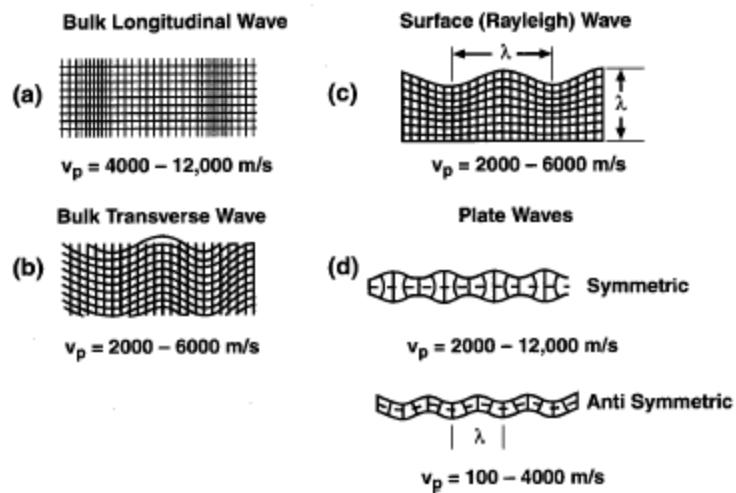 Bulk Longitudinal Wave
(a)
vp = 4000 – 12,000 m/s
Bulk Transverse Wave
(b)
vp = 2000 – 6000 m/s
Surface (Rayleigh) Wave
λ
(c)
λ
vp = 2000 – 6000 m/s
Plate Waves
(d)
Symmetric
vp = 2000 – 12,000 m/s
Anti Symmetric
λ
vp = 100 – 4000 m/s